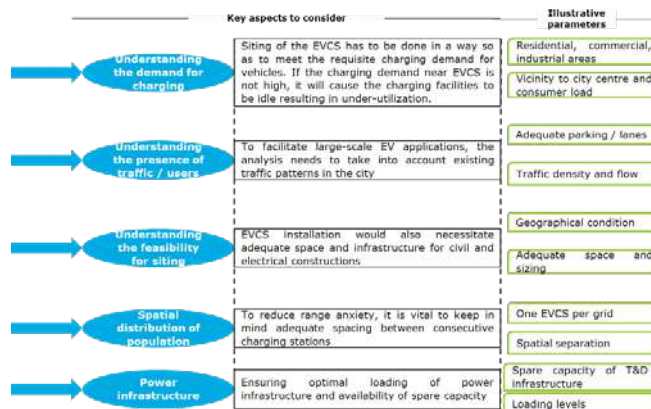 Key aspects to consider
Illustrative
parameters
Understanding
the demand for
charging
Siting of the EVCS has to be done in a way so
as to meet the requisite charging demand for
vehicles. If the charging demand near EVCS is
not high, it will cause the charging facilities to
be idle resulting in under-utilization.
Residential, commercial,
industrial areas
Vicinity to city centre and
consumer load
Understanding
the presence of
traffic / users
To facilitate large-scale EV applications, the
analysis needs to take into account existing
traffic patterns in the city
Adequate parking / lanes
Traffic density and flow
Understanding
the feasibility
for siting
EVCS installation would also necessitate
adequate space and infrastructure for civil and
electrical constructions
Geographical condition
Adequate space and
sizing
Spatial
distribution of
population
To reduce range anxiety, it is vital to keep in
mind adequate spacing between consecutive
charging stations
One EVCS per grid
Spatial separation
Power
infrastructure
Ensuring optimal loading of power
infrastructure and availability of spare capacity
Spare capacity of T&D
infrastructure
Loading levels